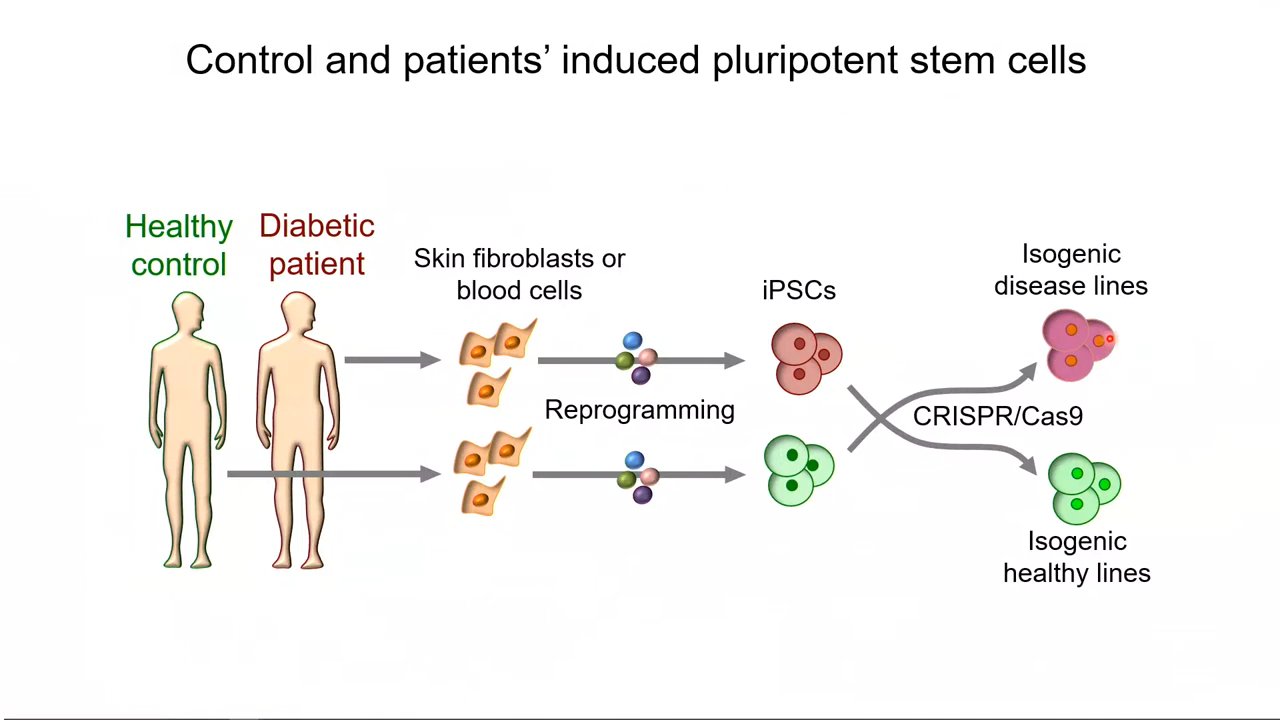 Control and patients’ induced pluripotent stem cells
Healthy
control
Diabetic
patient
Skin fibroblasts or
blood cells
Reprogramming
iPSCs
CRISPR/Cas9
Isogenic
disease lines
Isogenic
healthy lines